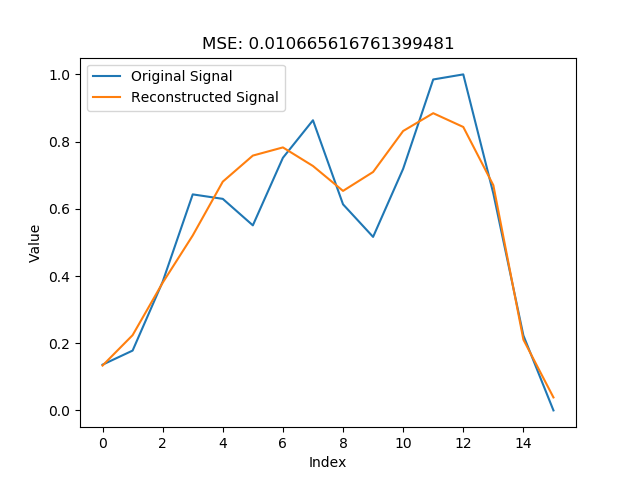 MSE: 0.010665616761399481
Original Signal
Reconstructed Signal
1.0
0.8
0.6
0.4
0.2
0.0
Value
0 2 4 6 8 10 12 14
Index